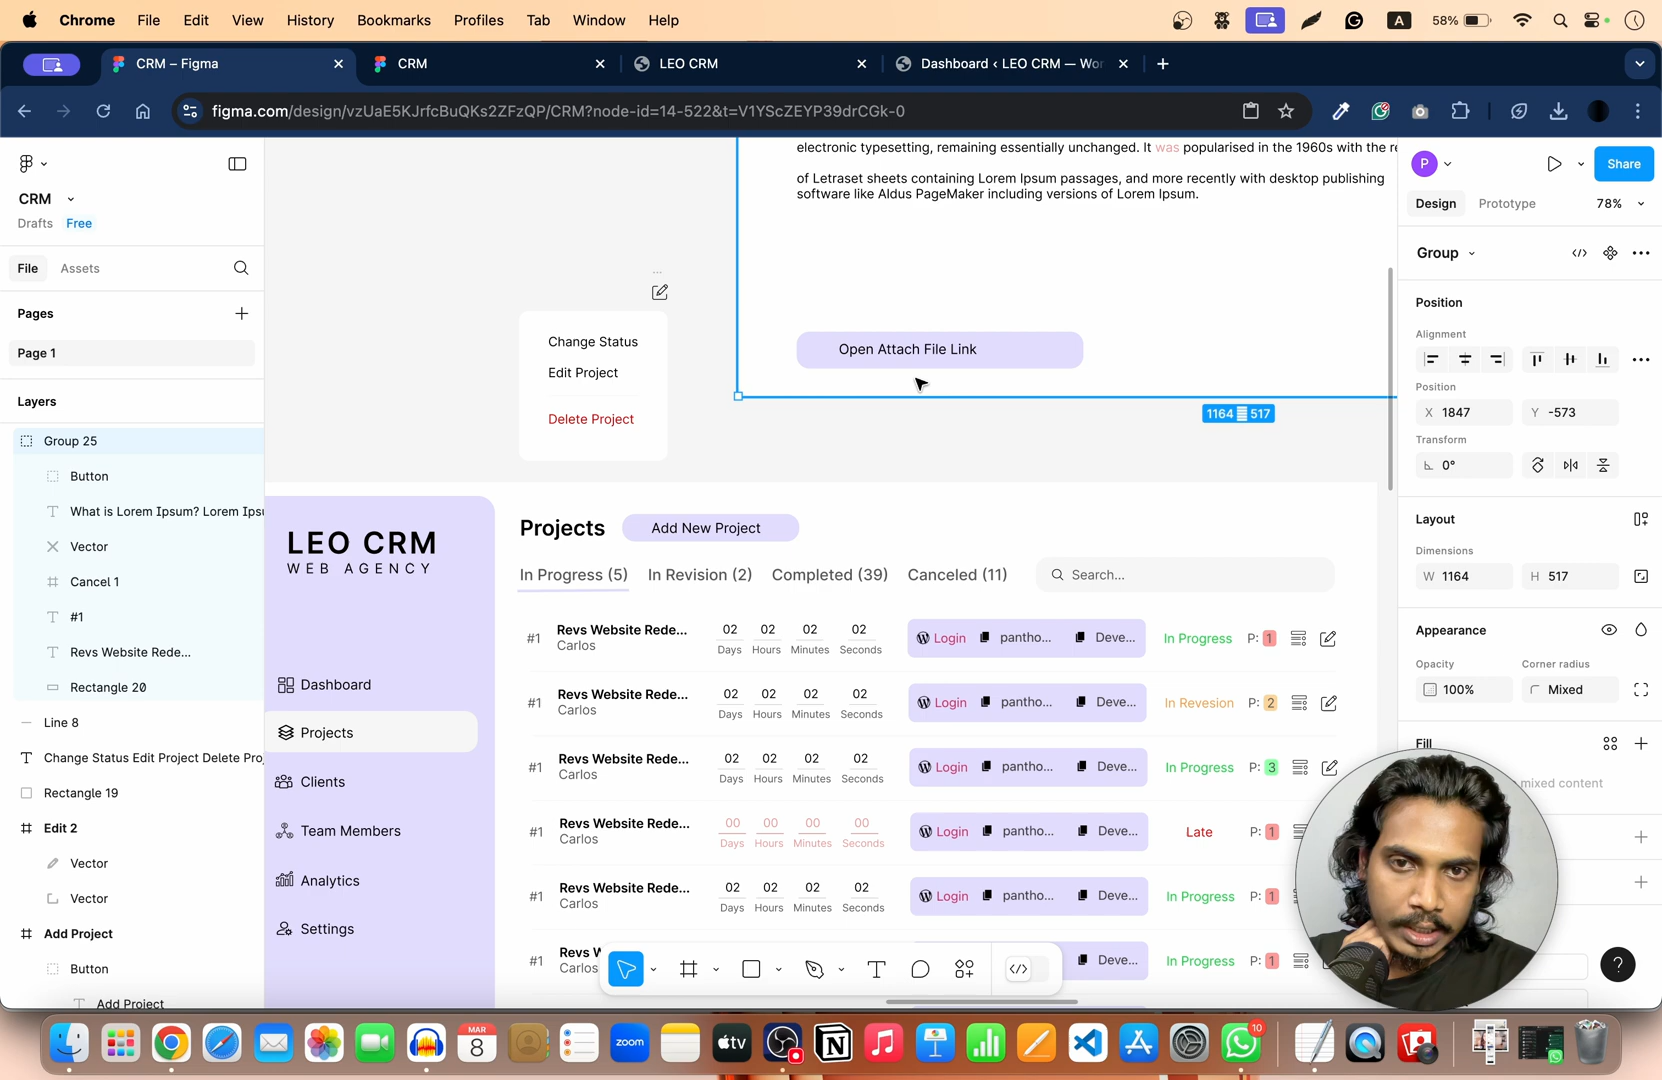 Chrome File Edit View History Bookmarks Profiles Tab Window Help A 58%
CRM – Figma CRM LEO CRM Dashboard ‹ LEO CRM — Wor
figma.com/design/vzUaE5KJrfcBuQKs2ZFzQP/CRM?node-id=14-522&t=V1YScZEYP39drCGk-0
CRM
Drafts Free
File Assets
Pages
Page 1
Layers
Group 25
Button
What is Lorem Ipsum? Lorem Ipsu
Vector
Cancel 1
#1
Revs Website Rede...
Rectangle 20
Line 8
Change Status Edit Project Delete Proj
Rectangle 19
Edit 2
Vector
Vector
Add Project
Button
Add Project
electronic typesetting, remaining essentially unchanged. It was popularised in the 1960s with the re
of Letraset sheets containing Lorem Ipsum passages, and more recently with desktop publishing
software like Aldus PageMaker including versions of Lorem Ipsum.
...
Change Status
Edit Project
Delete Project
Open Attach File Link
1164 517
LEO CRM
WEB AGENCY
Dashboard
Projects
Clients
Team Members
Analytics
Settings
Projects Add New Project
In Progress (5) In Revision (2) Completed (39) Canceled (11) Search...
#1 Revs Website Rede... 02 02 02 02 Login pantho... Deve... In Progress P: 1
Carlos Days Hours Minutes Seconds
#1 Revs Website Rede... 02 02 02 02 Login pantho... Deve... In Revesion P: 2
Carlos Days Hours Minutes Seconds
#1 Revs Website Rede... 02 02 02 02 Login pantho... Deve... In Progress P: 3
Carlos Days Hours Minutes Seconds
#1 Revs Website Rede... 00 00 00 00 Login pantho... Deve... Late P: 1
Carlos Days Hours Minutes Seconds
#1 Revs Website Rede... 02 02 02 02 Login pantho... Deve... In Progress P: 1
Carlos Days Hours Minutes Seconds
#1 Revs W Deve... In Progress P: 1
Carlos
P Share
Design Prototype 78%
Group
Position
Alignment
Position
X 1847 Y -573
Transform
0°
Layout
Dimensions
W 1164 H 517
Appearance
Opacity Corner radius
100% Mixed
Fill
mixed content
?
MAR
8
zoom
tv
10